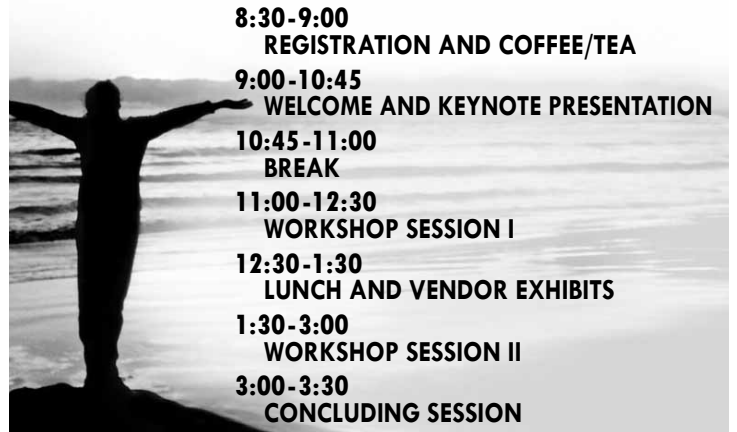 8:30-9:00
REGISTRATION AND COFFEE/TEA
9:00-10:45
WELCOME AND KEYNOTE PRESENTATION
10:45-11:00
BREAK
11:00-12:30
WORKSHOP SESSION I
12:30-1:30
LUNCH AND VENDOR EXHIBITS
1:30-3:00
WORKSHOP SESSION II
3:00-3:30
CONCLUDING SESSION